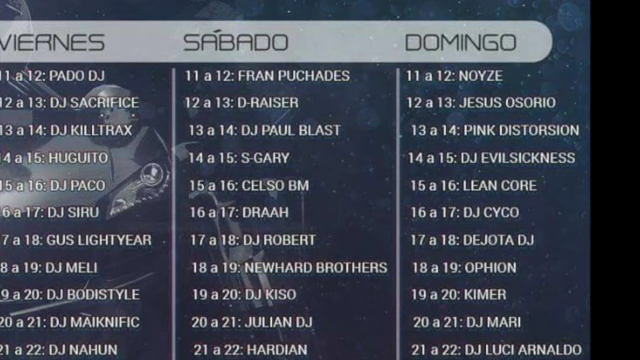 VIERNES SÁBADO DOMINGO
11 a 12: PADO DJ 11 a 12: FRAN PUCHADES 11 a 12: NOYZE
12 a 13: DJ SACRIFICE 12 a 13: D-RAISER 12 a 13: JESUS OSORIO
13 a 14: DJ KILLTRAX 13 a 14: DJ PAUL BLAST 13 a 14: PINK DISTORSION
14 a 15: HUGUITO 14 a 15: S-GARY 14 a 15: DJ EVILSICKNESS
15 a 16: DJ PACO 15 a 16: CELSO BM 15 a 16: LEAN CORE
6 a 17: DJ SIRU 16 a 17: DRAAH 16 a 17: DJ CYCO
7 a 18: GUS LIGHTYEAR 17 a 18: DJ ROBERT 17 a 18: DEJOTA DJ
8 a 19: DJ MELI 18 a 19: NEWHARD BROTHERS 18 a 19: OPHION
9 a 20: DJ BODISTYLE 19 a 20: DJ KISO 19 a 20: KIMER
20 a 21: DJ MAIKNIFIC 20 a 21: JULIAN DJ 20 a 21: DJ MARI
21 a 22: DJ NAHUN 21 a 22: HARDIAN 21 a 22: DJ LUCI ARNALDO